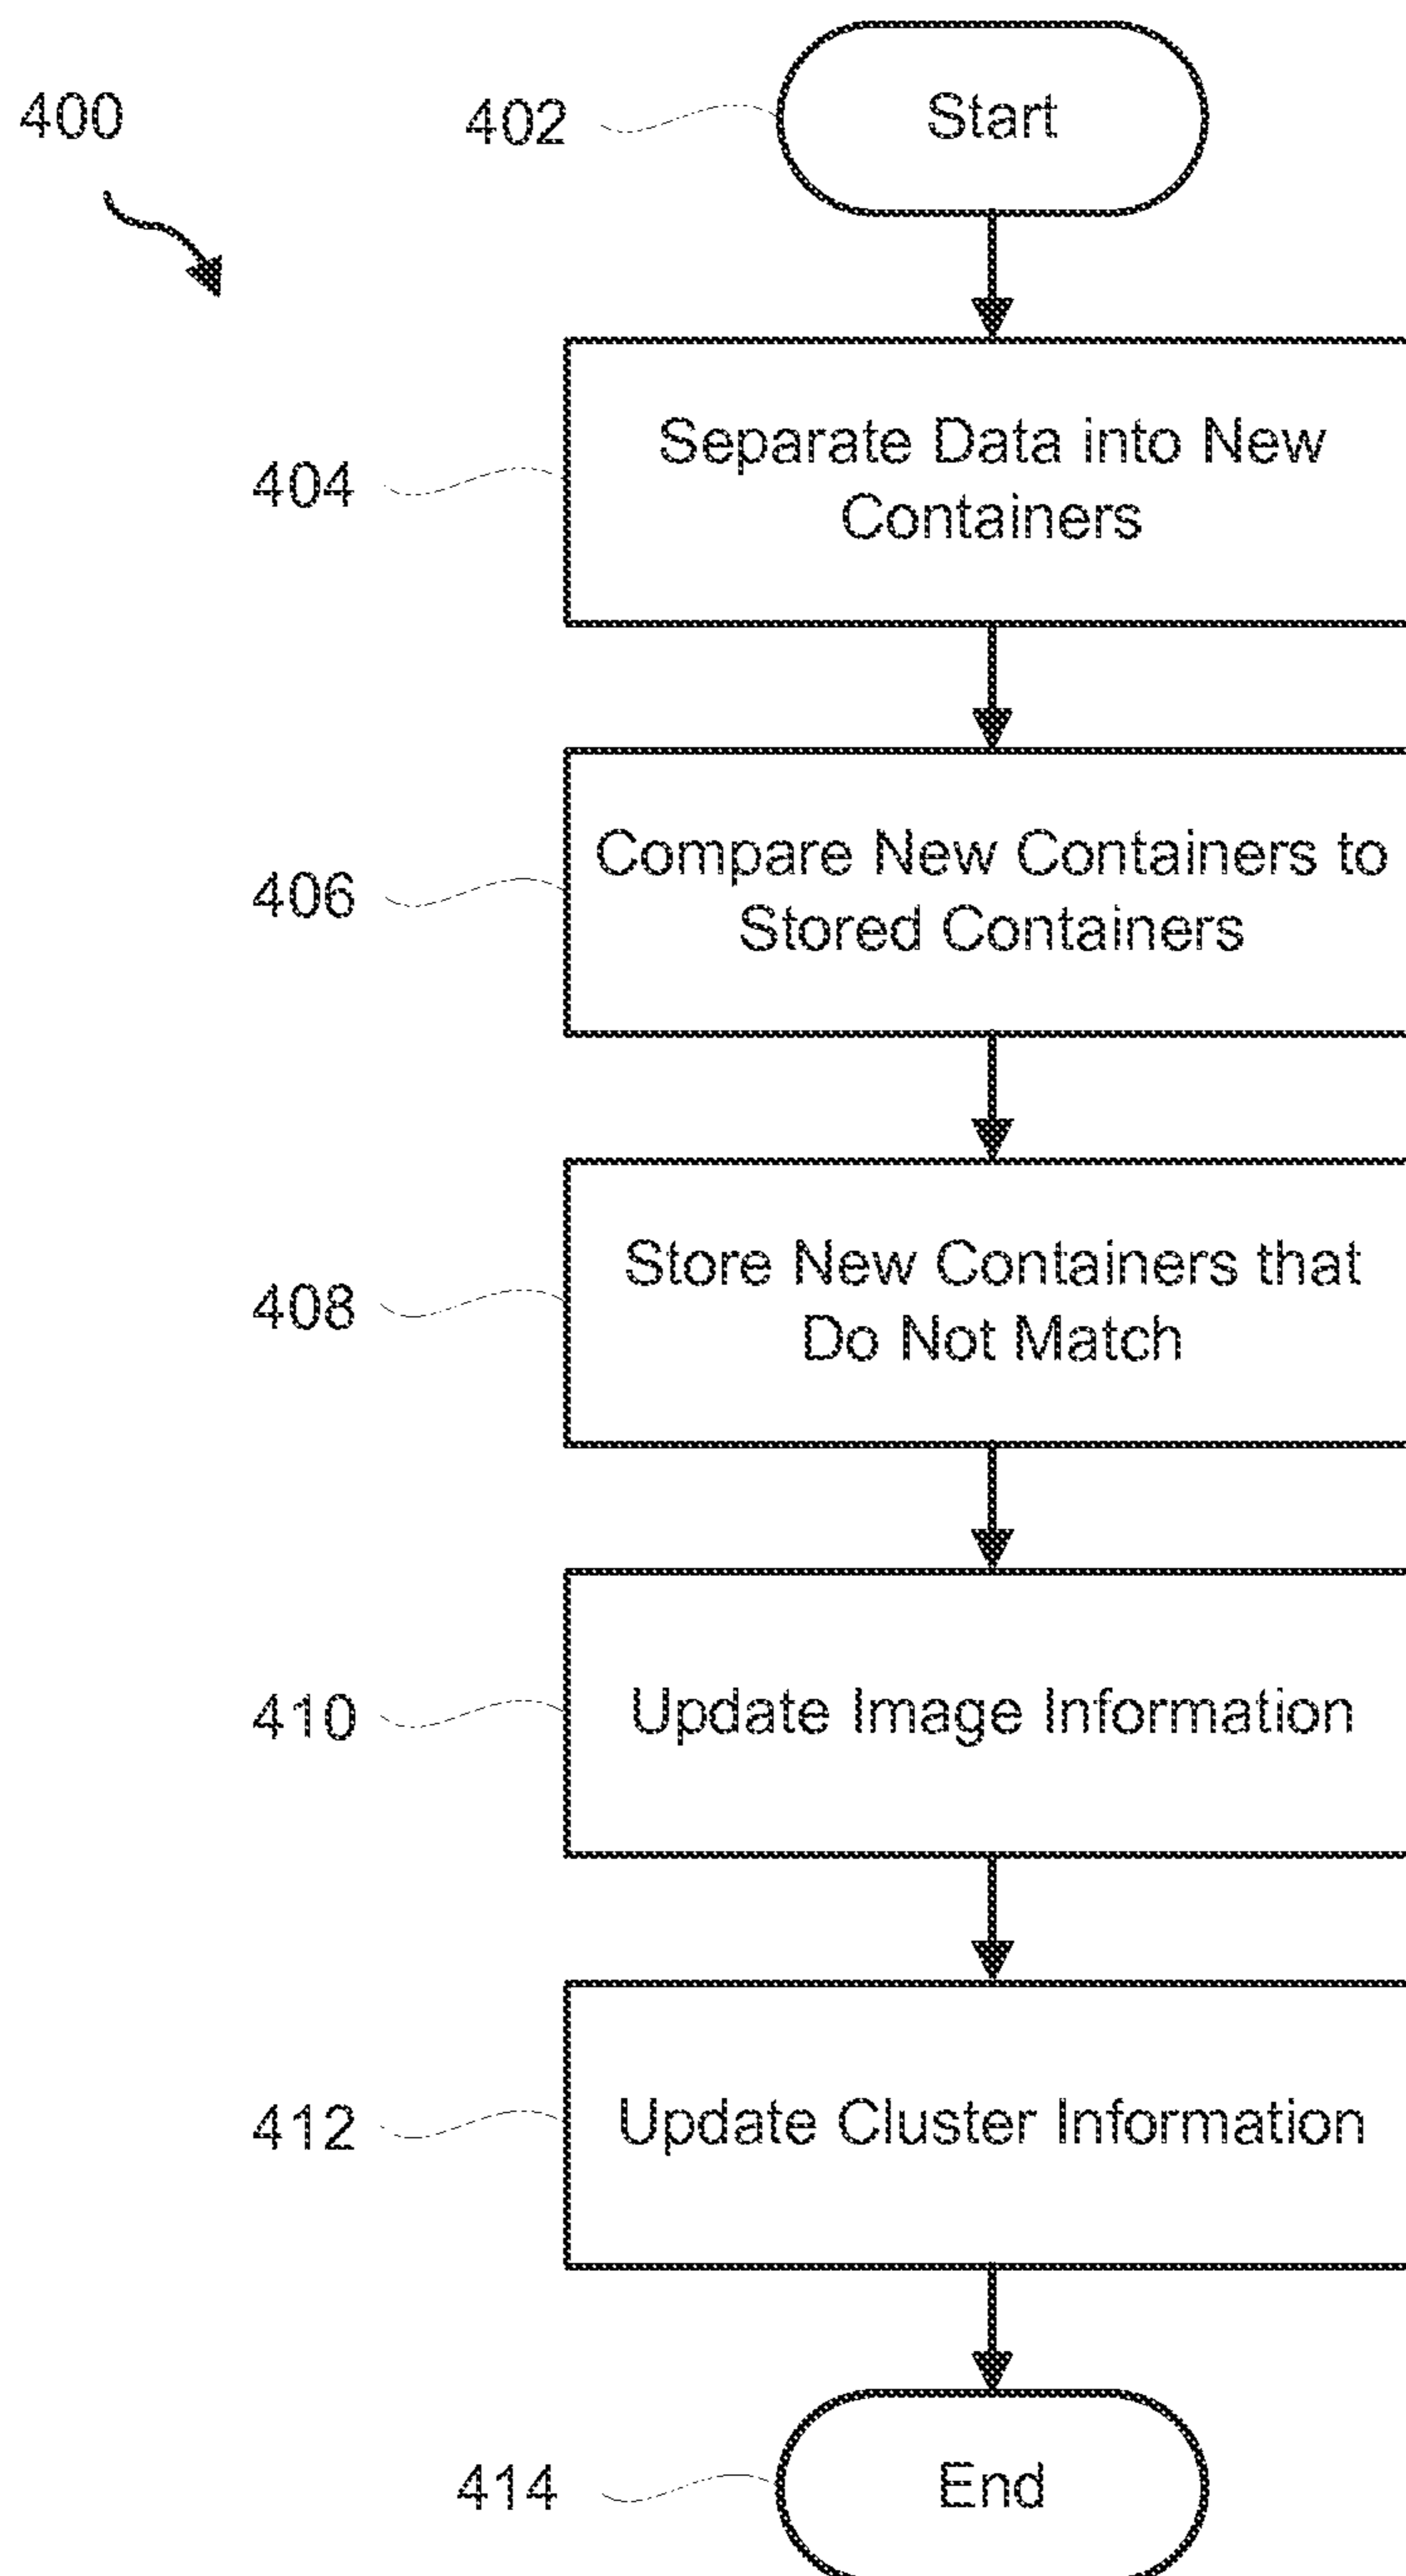 400
402
Start
404
Separate Data into New
Containers
406
Compare New Containers to
Stored Containers
408
Store New Containers that
Do Not Match
410
Update Image Information
412
Update Cluster Information
414
End